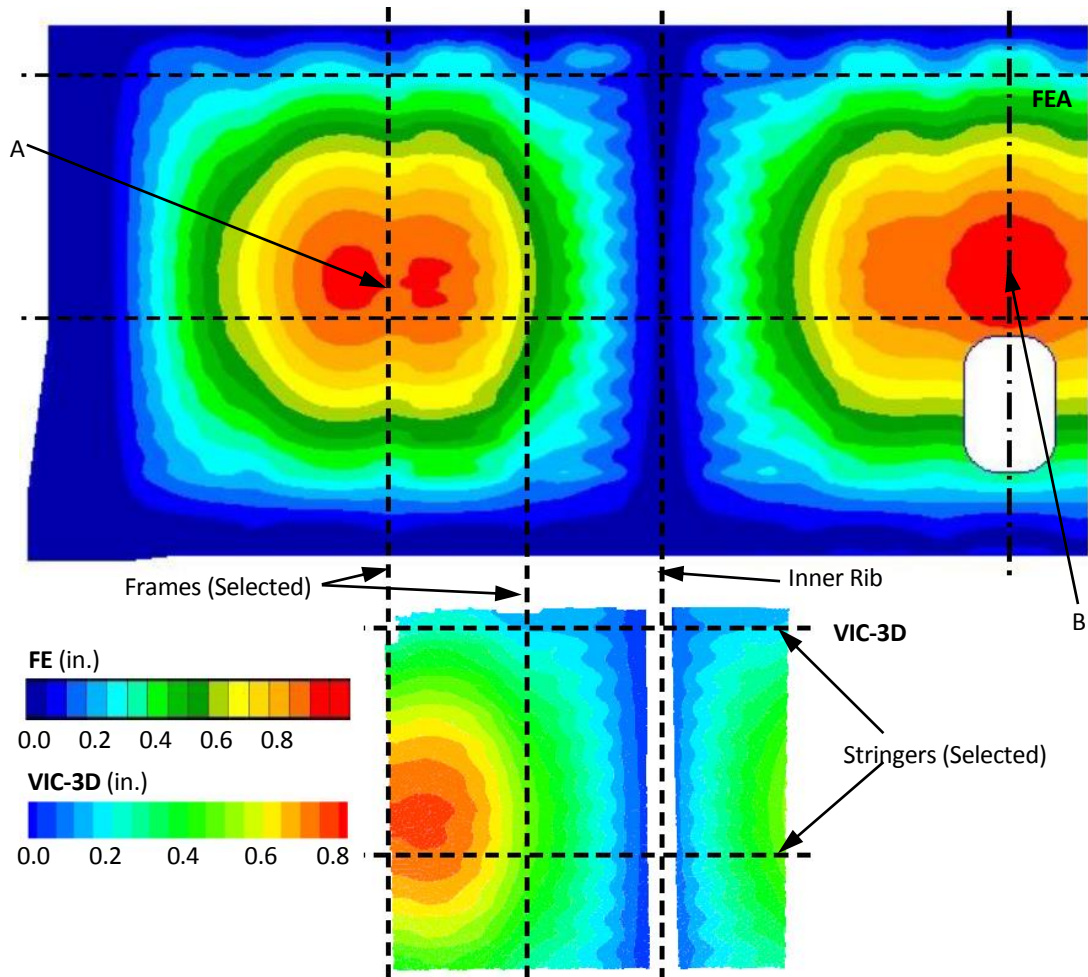 FEA
A
Frames (Selected)
Inner Rib
B
VIC-3D
FE (in.)
0.0 0.2 0.4 0.6 0.8
Stringers (Selected)
VIC-3D (in.)
0.0 0.2 0.4 0.6 0.8